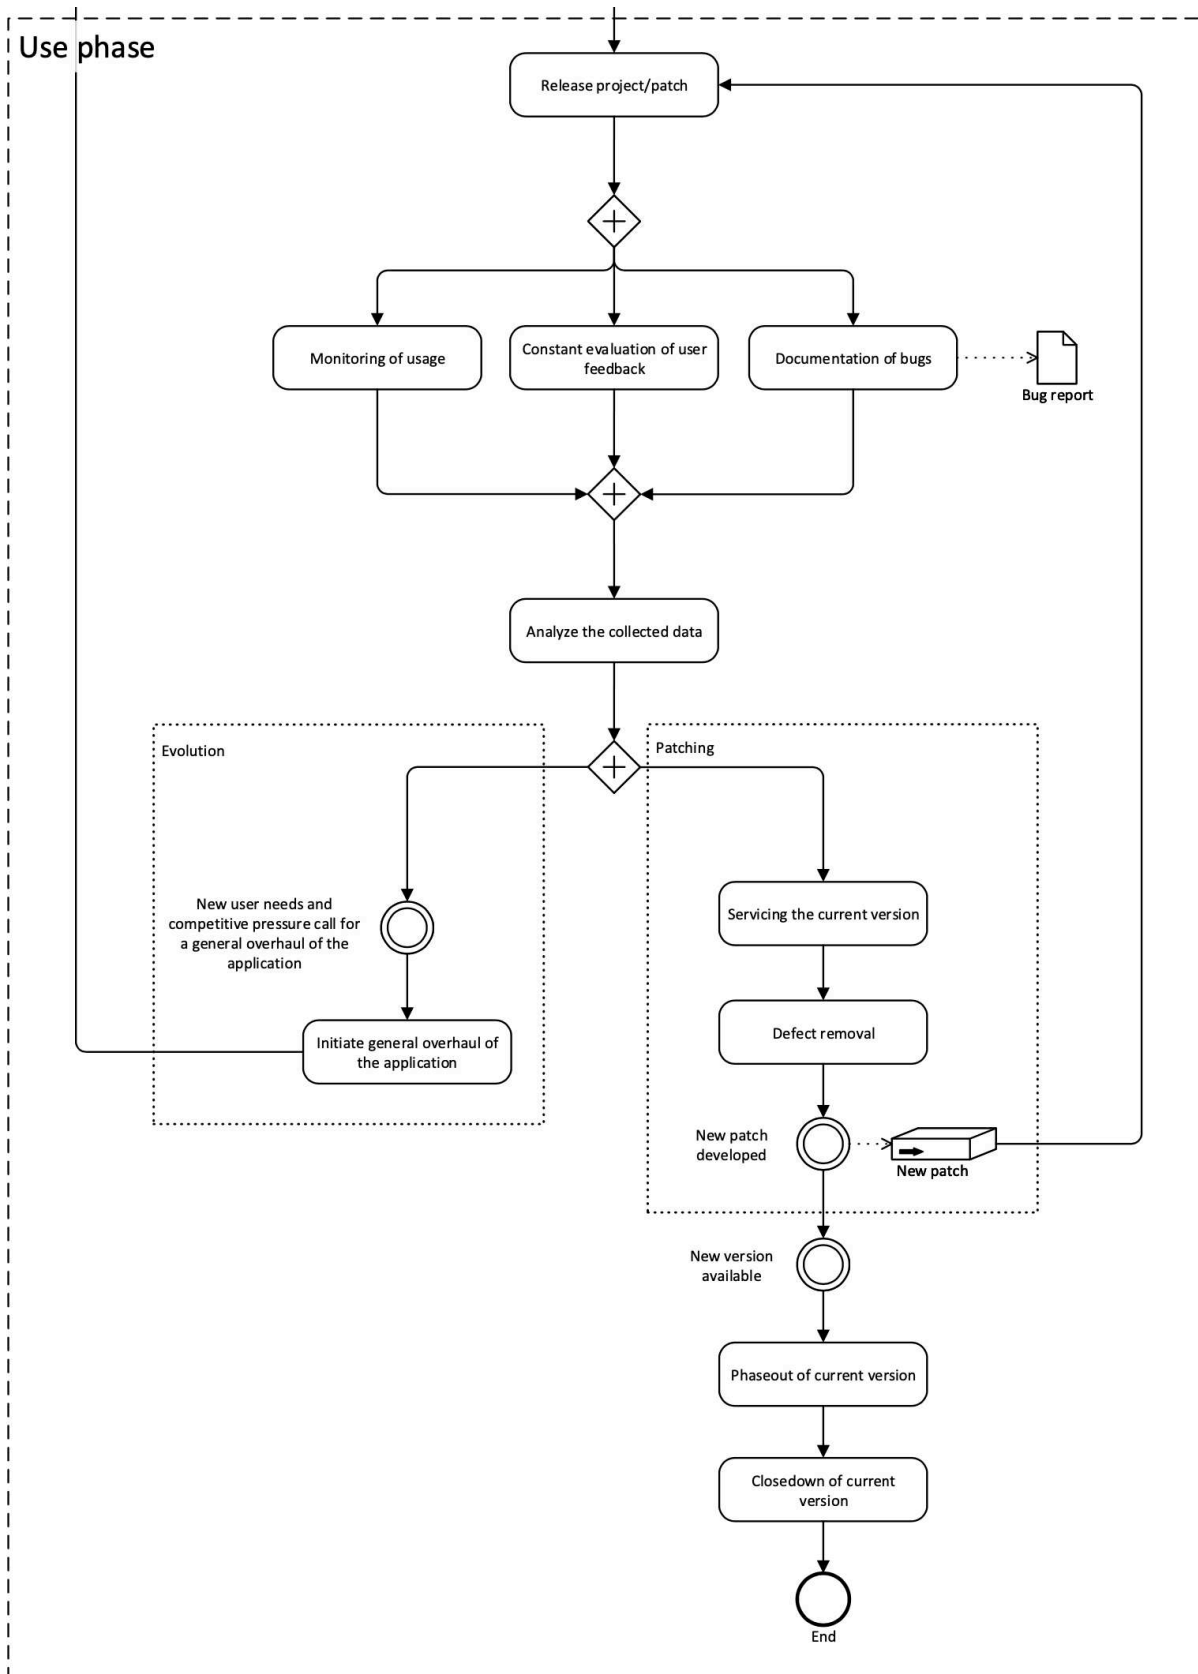 Use phase
Release project/patch
Monitoring of usage
Constant evaluation of user
feedback
Documentation of bugs
Bug report
Analyze the collected data
Evolution
Patching
New user needs and
competitive pressure call for
a general overhaul of the
application
Servicing the current version
Initiate general overhaul of
the application
Defect removal
New patch
developed
New patch
New version
available
Phaseout of current version
Closedown of current
version
End